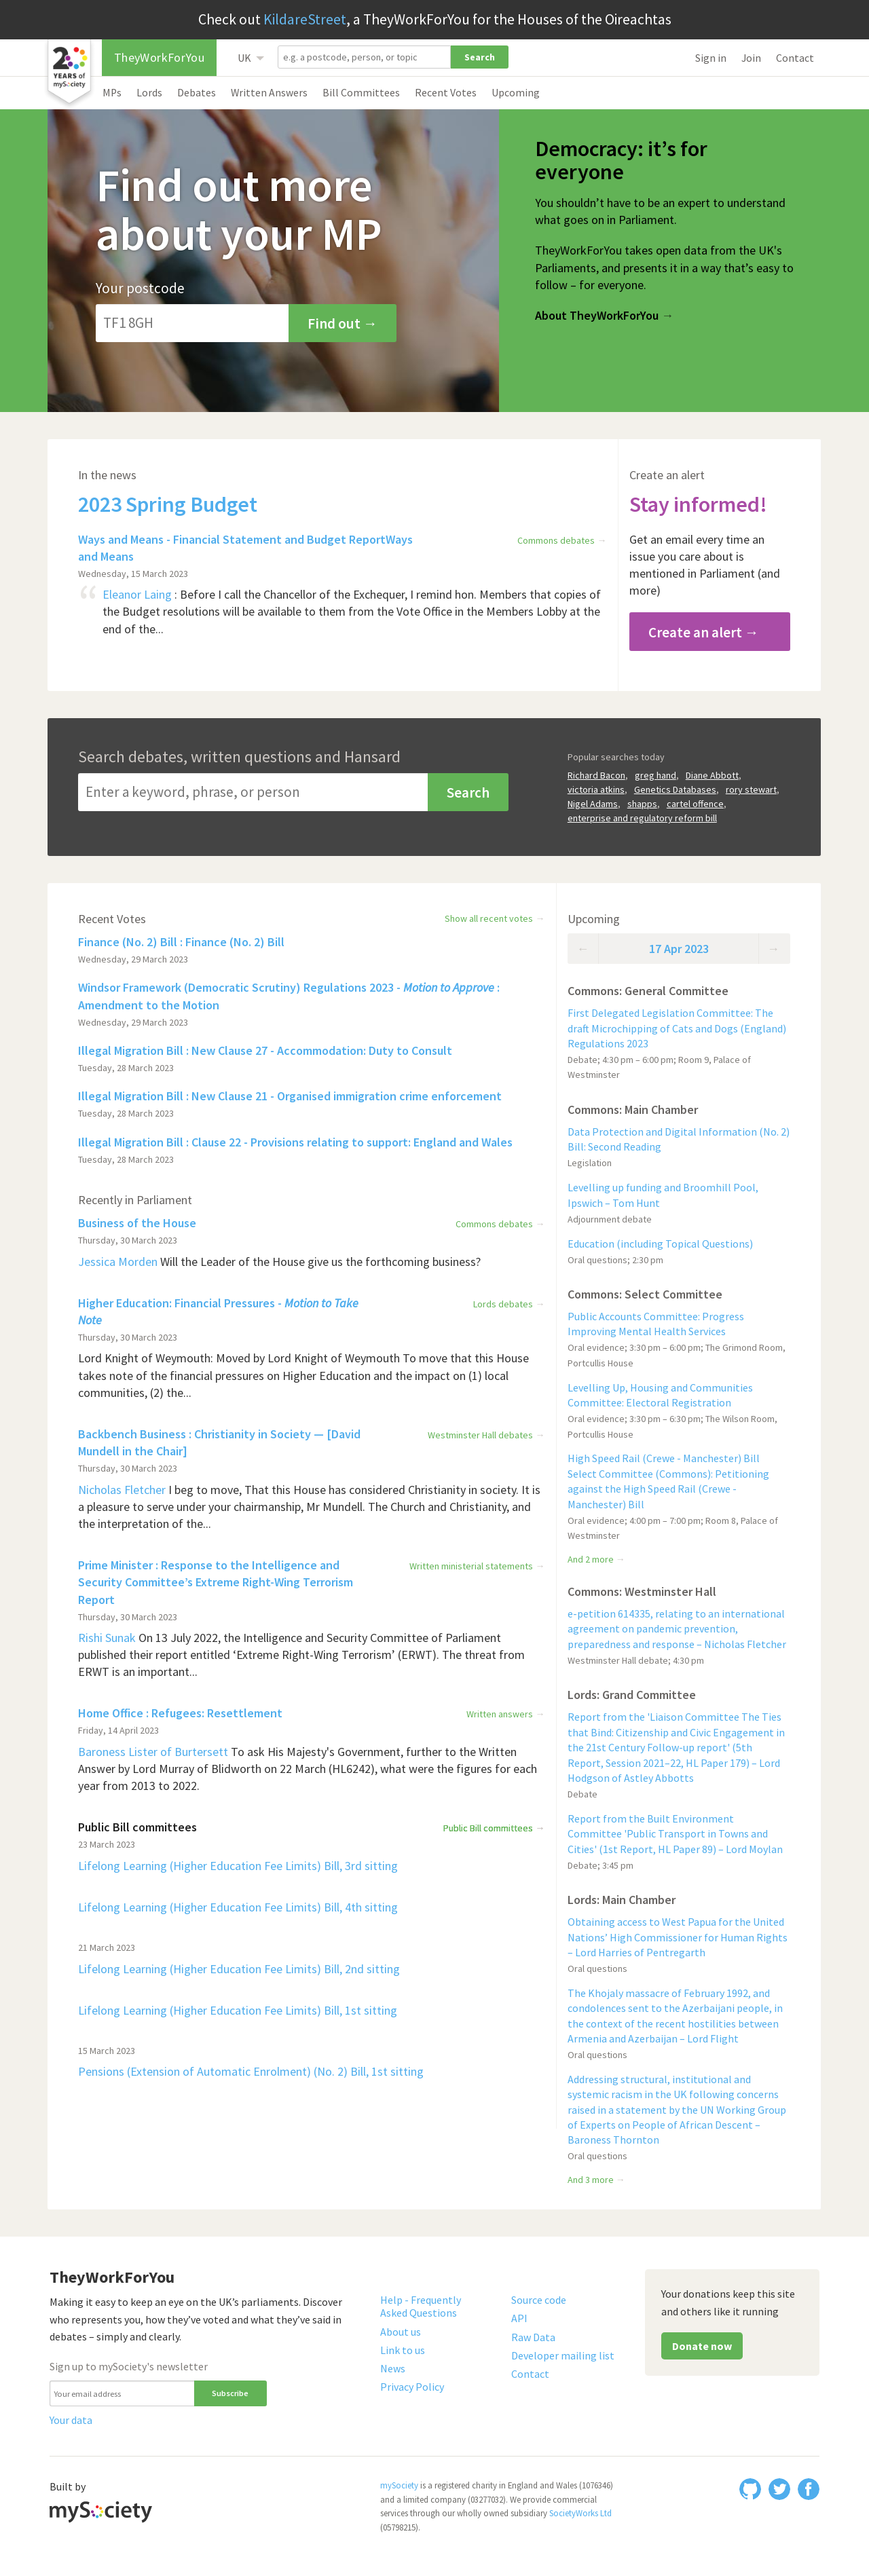 Check out KildareStreet, a TheyWorkForYou for the Houses of the Oireachtas
20
YEARS of
mySociety
TheyWorkForYou
UK
e.g. a postcode, person, or topic
Search
Sign in
Join
Contact
MPs
Lords
Debates
Written Answers
Bill Committees
Recent Votes
Upcoming
Find out more
about your MP
Your postcode
TF1 8GH
Find out →
Democracy: it’s for
everyone
You shouldn’t have to be an expert to understand
what goes on in Parliament.
TheyWorkForYou takes open data from the UK's
Parliaments, and presents it in a way that’s easy to
follow – for everyone.
About TheyWorkForYou →
In the news
2023 Spring Budget
Ways and Means - Financial Statement and Budget ReportWays
and Means
Commons debates →
Wednesday, 15 March 2023
“ Eleanor Laing : Before I call the Chancellor of the Exchequer, I remind hon. Members that copies of
the Budget resolutions will be available to them from the Vote Office in the Members Lobby at the
end of the...
Create an alert
Stay informed!
Get an email every time an
issue you care about is
mentioned in Parliament (and
more)
Create an alert →
Search debates, written questions and Hansard
Enter a keyword, phrase, or person
Search
Popular searches today
Richard Bacon, greg hand, Diane Abbott,
victoria atkins, Genetics Databases, rory stewart,
Nigel Adams, shapps, cartel offence,
enterprise and regulatory reform bill
Recent Votes
Show all recent votes →
Finance (No. 2) Bill : Finance (No. 2) Bill
Wednesday, 29 March 2023
Windsor Framework (Democratic Scrutiny) Regulations 2023 - Motion to Approve :
Amendment to the Motion
Wednesday, 29 March 2023
Illegal Migration Bill : New Clause 27 - Accommodation: Duty to Consult
Tuesday, 28 March 2023
Illegal Migration Bill : New Clause 21 - Organised immigration crime enforcement
Tuesday, 28 March 2023
Illegal Migration Bill : Clause 22 - Provisions relating to support: England and Wales
Tuesday, 28 March 2023
Recently in Parliament
Business of the House
Commons debates →
Thursday, 30 March 2023
Jessica Morden Will the Leader of the House give us the forthcoming business?
Higher Education: Financial Pressures - Motion to Take
Note
Lords debates →
Thursday, 30 March 2023
Lord Knight of Weymouth: Moved by Lord Knight of Weymouth To move that this House
takes note of the financial pressures on Higher Education and the impact on (1) local
communities, (2) the...
Backbench Business : Christianity in Society — [David
Mundell in the Chair]
Westminster Hall debates →
Thursday, 30 March 2023
Nicholas Fletcher I beg to move, That this House has considered Christianity in society. It is
a pleasure to serve under your chairmanship, Mr Mundell. The Church and Christianity, and
the interpretation of the...
Prime Minister : Response to the Intelligence and
Security Committee’s Extreme Right-Wing Terrorism
Report
Written ministerial statements →
Thursday, 30 March 2023
Rishi Sunak On 13 July 2022, the Intelligence and Security Committee of Parliament
published their report entitled ‘Extreme Right-Wing Terrorism’ (ERWT). The threat from
ERWT is an important...
Home Office : Refugees: Resettlement
Written answers →
Friday, 14 April 2023
Baroness Lister of Burtersett To ask His Majesty's Government, further to the Written
Answer by Lord Murray of Blidworth on 22 March (HL6242), what were the figures for each
year from 2013 to 2022.
Public Bill committees
Public Bill committees →
23 March 2023
Lifelong Learning (Higher Education Fee Limits) Bill, 3rd sitting
Lifelong Learning (Higher Education Fee Limits) Bill, 4th sitting
21 March 2023
Lifelong Learning (Higher Education Fee Limits) Bill, 2nd sitting
Lifelong Learning (Higher Education Fee Limits) Bill, 1st sitting
15 March 2023
Pensions (Extension of Automatic Enrolment) (No. 2) Bill, 1st sitting
Upcoming
← 17 Apr 2023 →
Commons: General Committee
First Delegated Legislation Committee: The
draft Microchipping of Cats and Dogs (England)
Regulations 2023
Debate; 4:30 pm – 6:00 pm; Room 9, Palace of
Westminster
Commons: Main Chamber
Data Protection and Digital Information (No. 2)
Bill: Second Reading
Legislation
Levelling up funding and Broomhill Pool,
Ipswich – Tom Hunt
Adjournment debate
Education (including Topical Questions)
Oral questions; 2:30 pm
Commons: Select Committee
Public Accounts Committee: Progress
Improving Mental Health Services
Oral evidence; 3:30 pm – 6:00 pm; The Grimond Room,
Portcullis House
Levelling Up, Housing and Communities
Committee: Electoral Registration
Oral evidence; 3:30 pm – 6:30 pm; The Wilson Room,
Portcullis House
High Speed Rail (Crewe - Manchester) Bill
Select Committee (Commons): Petitioning
against the High Speed Rail (Crewe -
Manchester) Bill
Oral evidence; 4:00 pm – 7:00 pm; Room 8, Palace of
Westminster
And 2 more →
Commons: Westminster Hall
e-petition 614335, relating to an international
agreement on pandemic prevention,
preparedness and response – Nicholas Fletcher
Westminster Hall debate; 4:30 pm
Lords: Grand Committee
Report from the 'Liaison Committee The Ties
that Bind: Citizenship and Civic Engagement in
the 21st Century Follow-up report' (5th
Report, Session 2021–22, HL Paper 179) – Lord
Hodgson of Astley Abbotts
Debate
Report from the Built Environment
Committee 'Public Transport in Towns and
Cities' (1st Report, HL Paper 89) – Lord Moylan
Debate; 3:45 pm
Lords: Main Chamber
Obtaining access to West Papua for the United
Nations’ High Commissioner for Human Rights
– Lord Harries of Pentregarth
Oral questions
The Khojaly massacre of February 1992, and
condolences sent to the Azerbaijani people, in
the context of the recent hostilities between
Armenia and Azerbaijan – Lord Flight
Oral questions
Addressing structural, institutional and
systemic racism in the UK following concerns
raised in a statement by the UN Working Group
of Experts on People of African Descent –
Baroness Thornton
Oral questions
And 3 more →
TheyWorkForYou
Making it easy to keep an eye on the UK’s parliaments. Discover
who represents you, how they’ve voted and what they’ve said in
debates – simply and clearly.
Sign up to mySociety's newsletter
Your email address
Subscribe
Your data
Help - Frequently
Asked Questions
About us
Link to us
News
Privacy Policy
Source code
API
Raw Data
Developer mailing list
Contact
Your donations keep this site
and others like it running
Donate now
Built by
mySociety
mySociety is a registered charity in England and Wales (1076346)
and a limited company (03277032). We provide commercial
services through our wholly owned subsidiary SocietyWorks Ltd
(05798215).